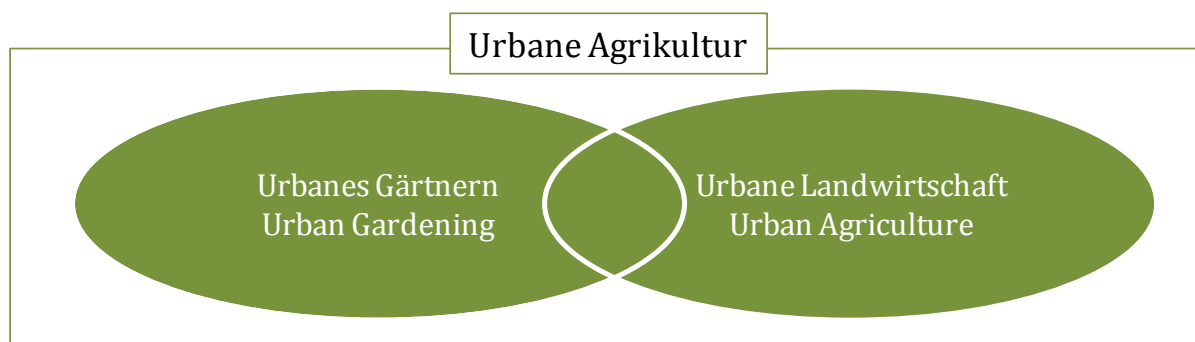 Urbane Agrikultur
Urbanes Gärtnern
Urban Gardening
Urbane Landwirtschaft
Urban Agriculture